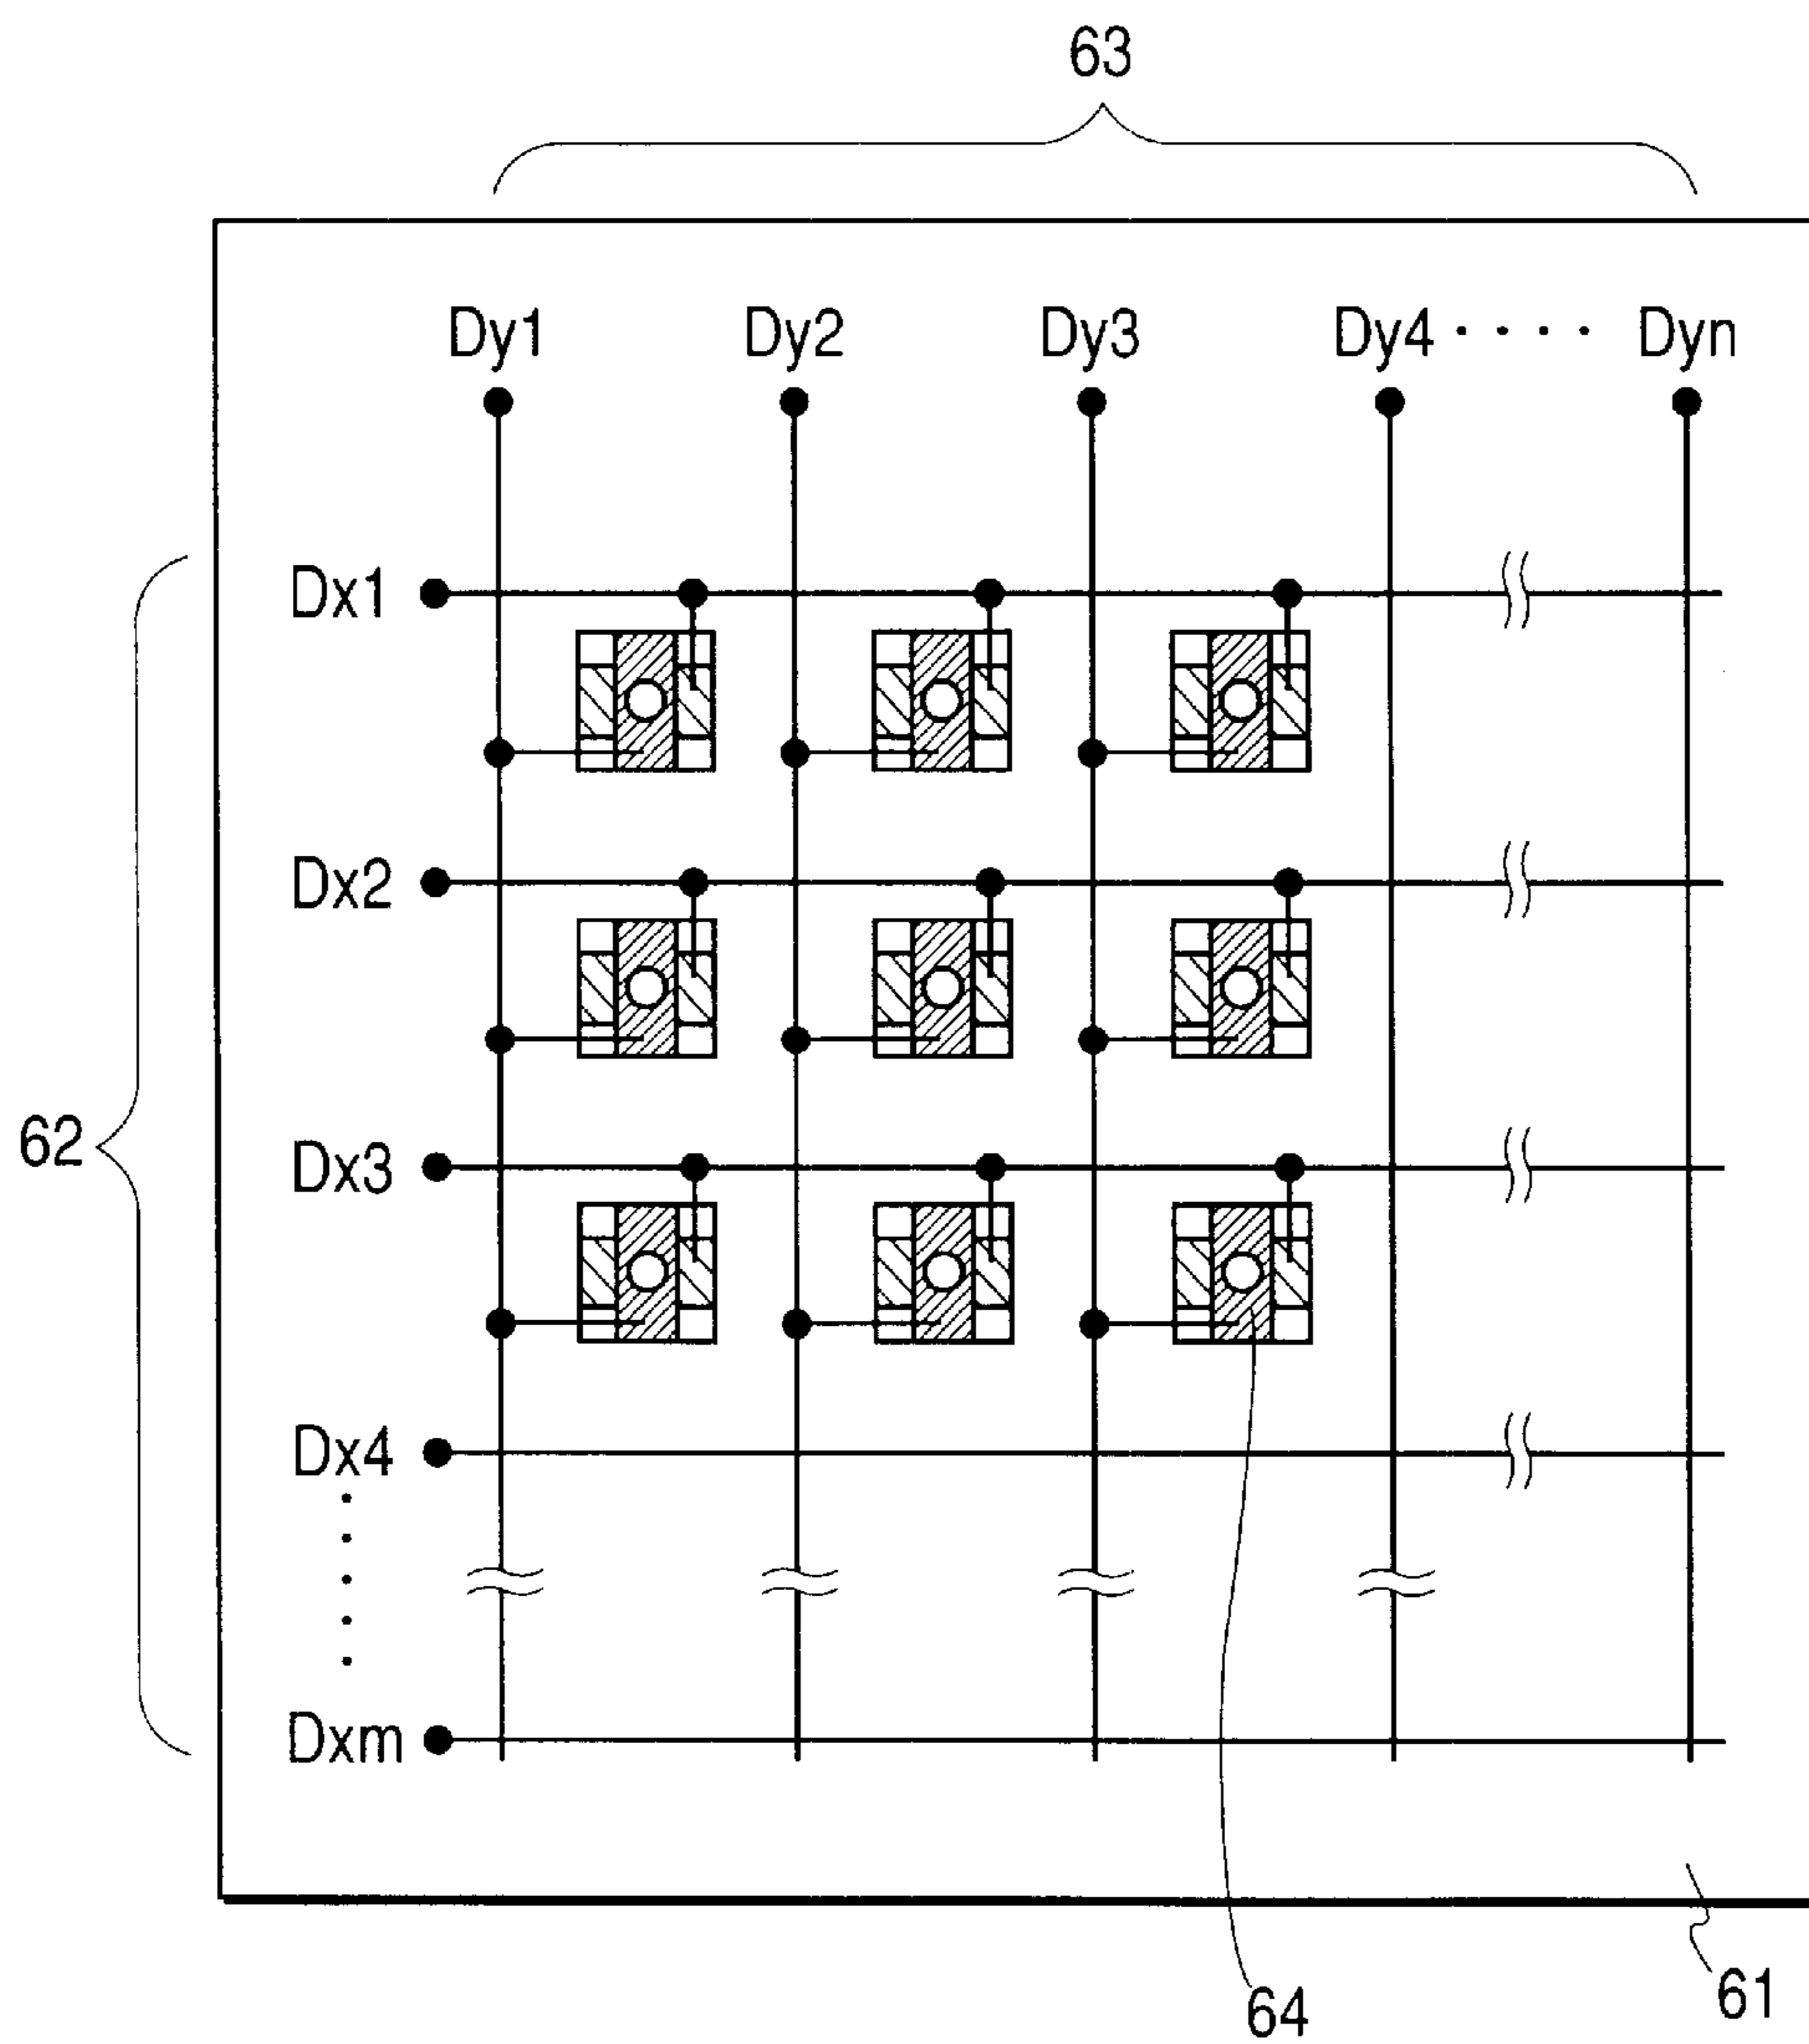 63
Dy1 Dy2 Dy3 Dy4 ···· Dyn
Dx1
Dx2
62
Dx3
Dx4
·····
Dxm
61
64